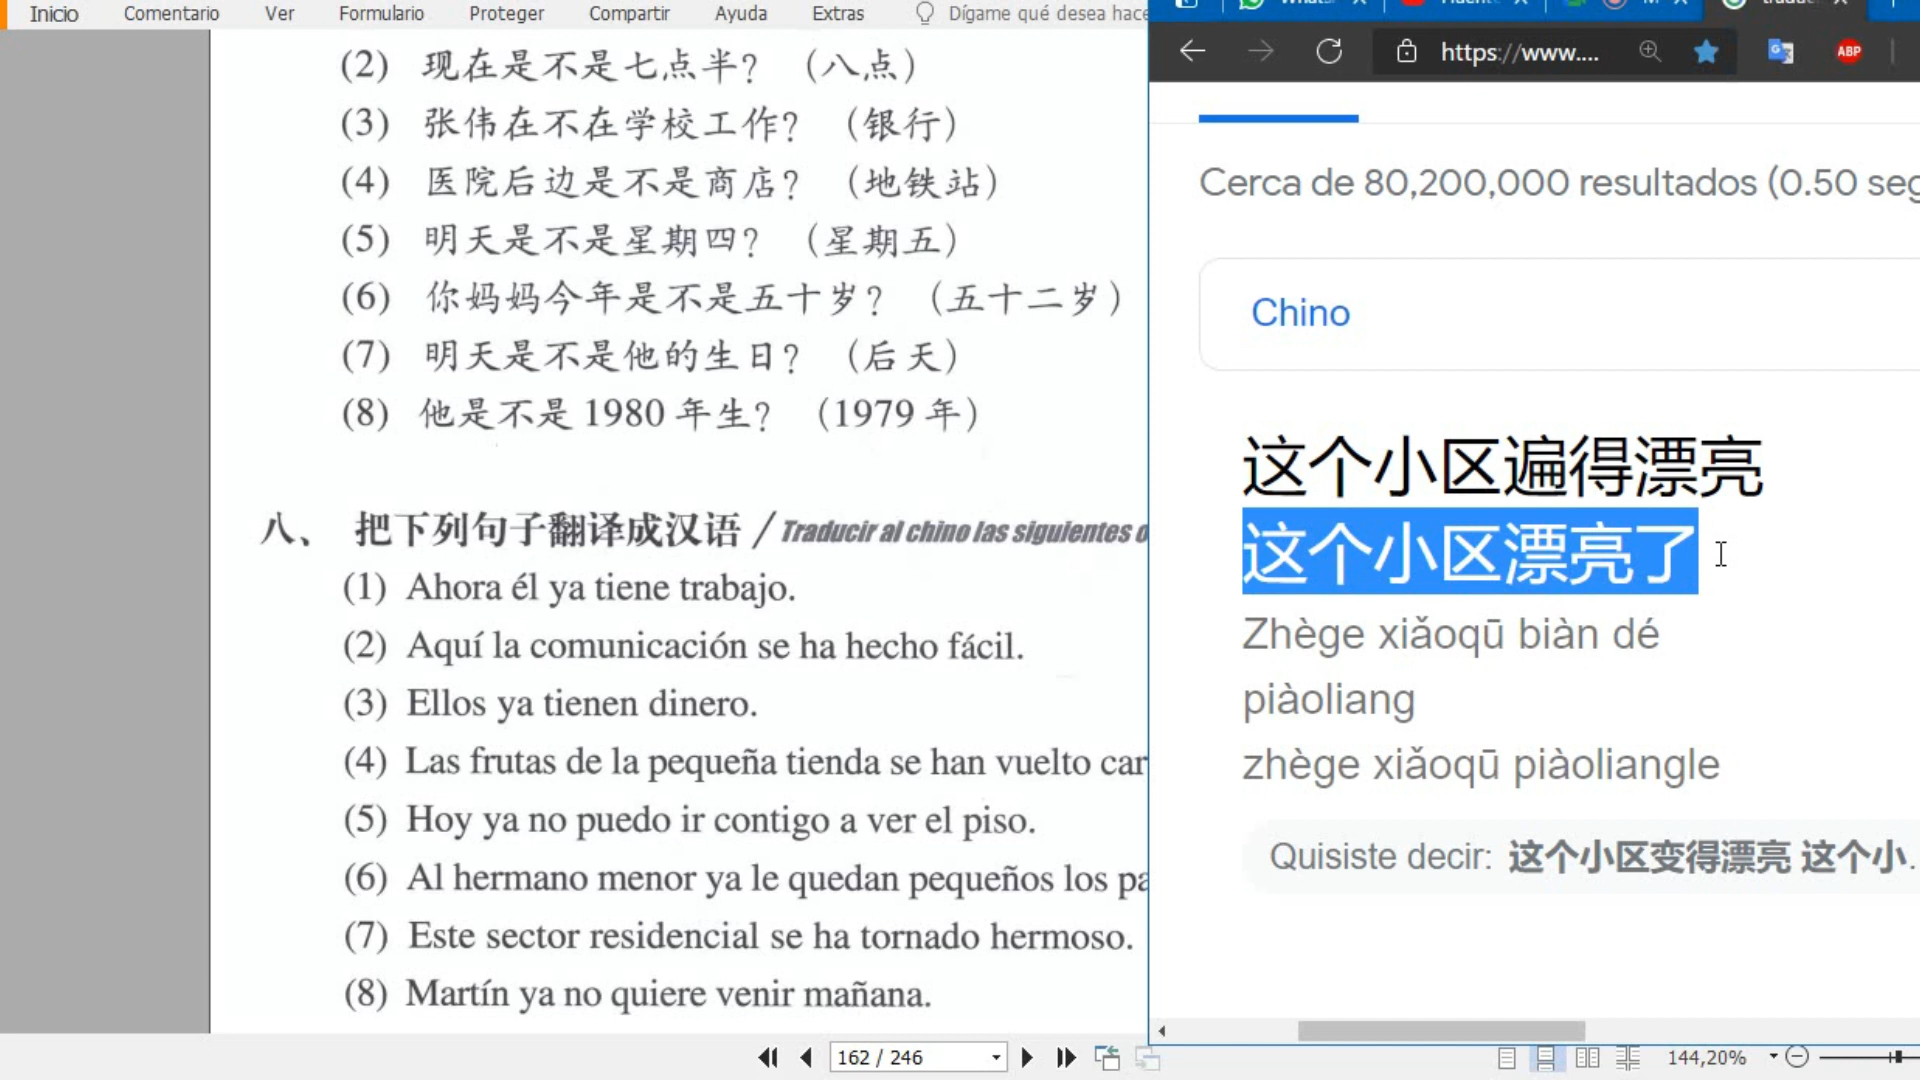 Inicio Comentario Ver Formulario Proteger Compartir Ayuda Extras Dígame qué desea hace
(2) 现在是不是七点半? (八点)
(3) 张伟在不在学校工作? (银行)
(4) 医院后边是不是商店? (地铁站)
(5) 明天是不是星期四? (星期五)
(6) 你妈妈今年是不是五十岁? (五十二岁)
(7) 明天是不是他的生日? (后天)
(8) 他是不是 1980 年生? (1979 年)
八、 把下列句子翻译成汉语 / Traducir al chino las siguientes o
(1) Ahora él ya tiene trabajo.
(2) Aquí la comunicación se ha hecho fácil.
(3) Ellos ya tienen dinero.
(4) Las frutas de la pequeña tienda se han vuelto car
(5) Hoy ya no puedo ir contigo a ver el piso.
(6) Al hermano menor ya le quedan pequeños los pa
(7) Este sector residencial se ha tornado hermoso.
(8) Martín ya no quiere venir mañana.
162 / 246
144,20%
https://www....
ABP
Cerca de 80,200,000 resultados (0.50 seg
Chino
这个小区遍得漂亮
这个小区漂亮了
Zhège xiǎoqū biàn dé
piàoliang
zhège xiǎoqū piàoliangle
Quisiste decir: 这个小区变得漂亮 这个小.